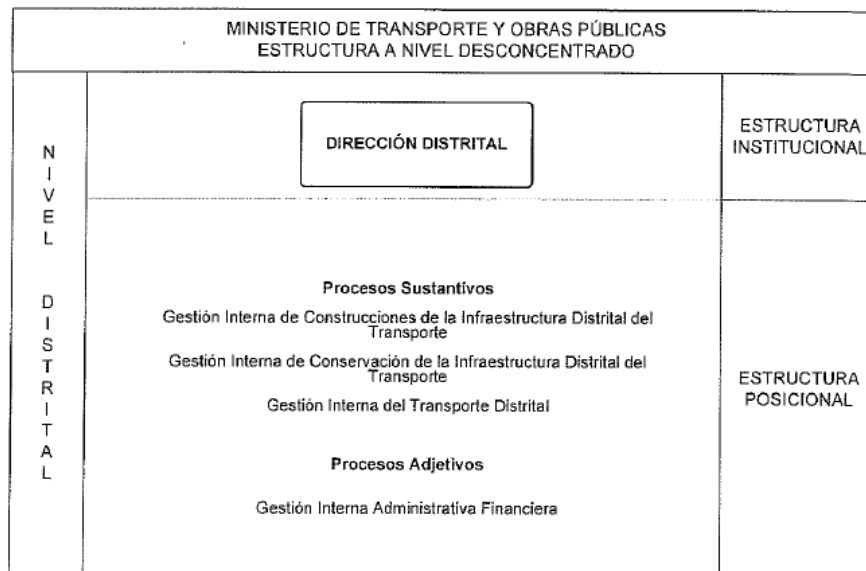 MINISTERIO DE TRANSPORTE Y OBRAS PÚBLICAS
ESTRUCTURA A NIVEL DESCONCENTRADO
NIVEL DISTRITAL
DIRECCIÓN DISTRITAL
ESTRUCTURA
INSTITUCIONAL
Procesos Sustantivos
Gestión Interna de Construcciones de la Infraestructura Distrital del
Transporte
Gestión Interna de Conservación de la Infraestructura Distrital del
Transporte
Gestión Interna del Transporte Distrital
Procesos Adjetivos
Gestión Interna Administrativa Financiera
ESTRUCTURA
POSICIONAL